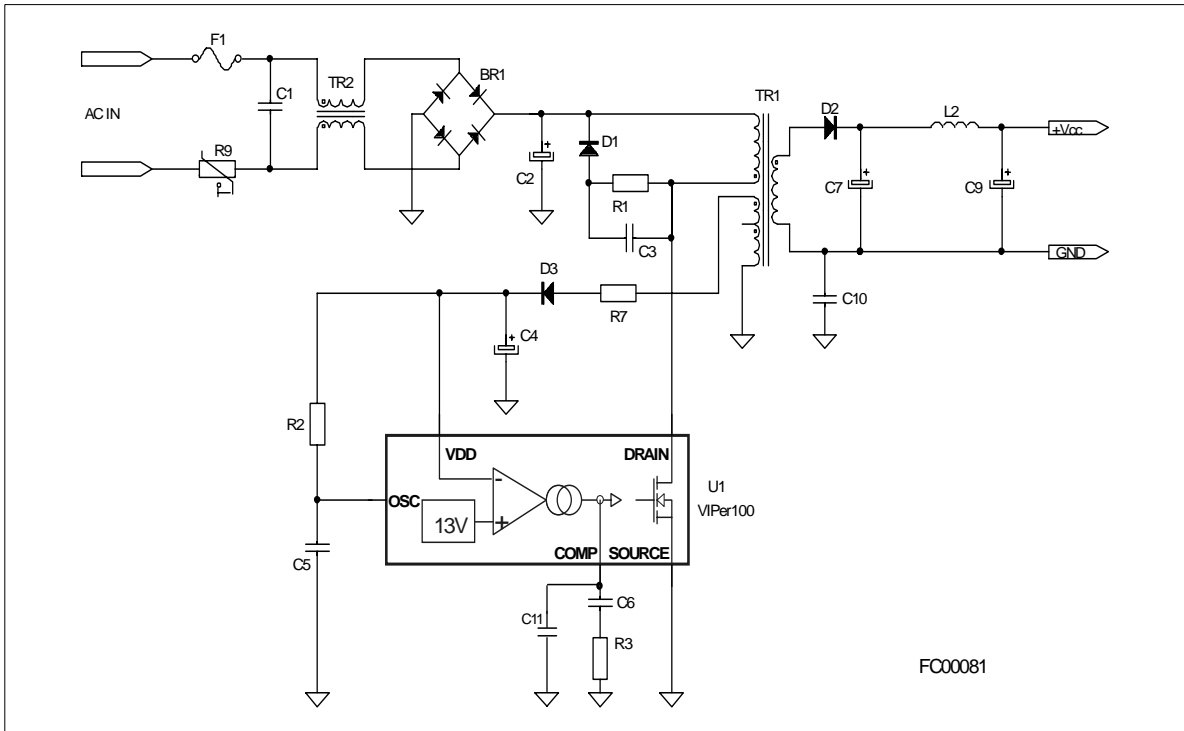 F1
TR2
BR1
C1
AC IN
R9
T°
C2
D1
R1
C3
TR1
D2
L2
+Vcc
C7
C9
GND
C10
D3
R7
C4
R2
VDD
DRAIN
U1
VIPer100
OSC
-
13V
+
COMP SOURCE
C5
C11
C6
R3
FC00081
+
+
+
+